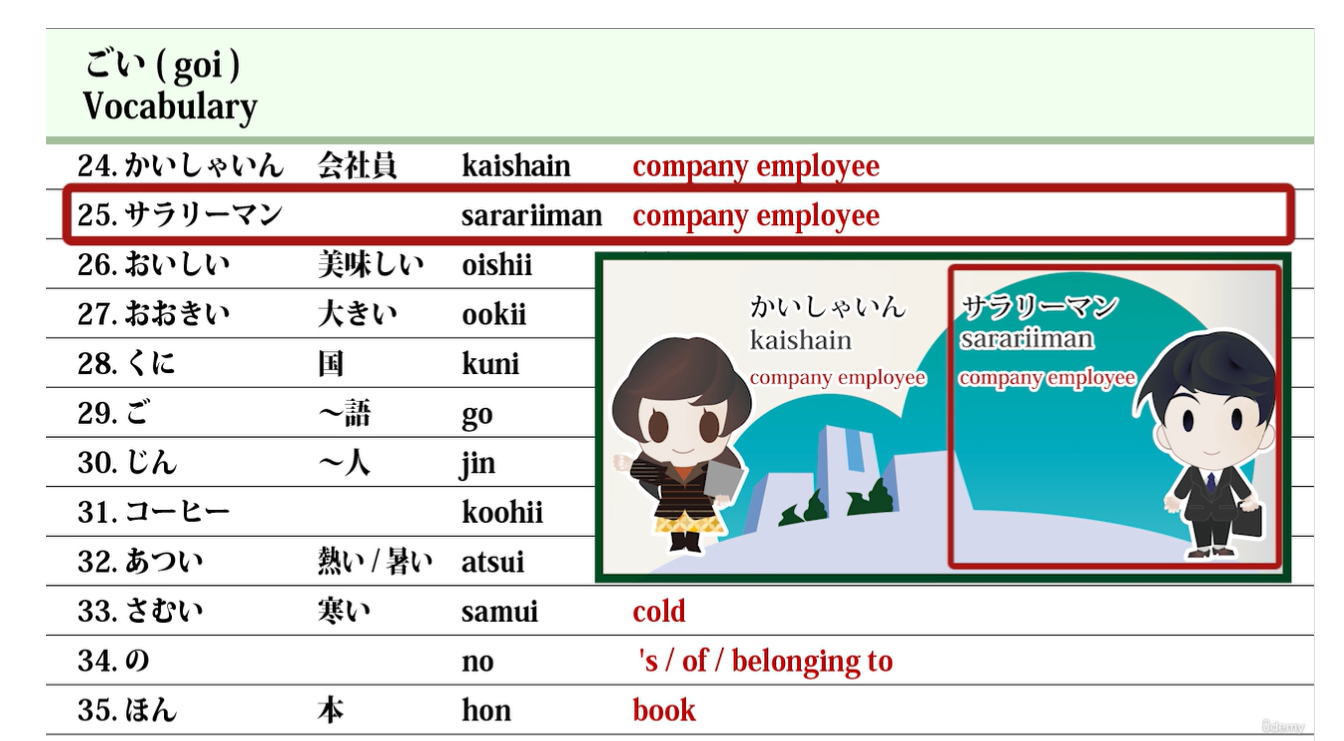 ごい ( goi )
Vocabulary
24. かいしゃいん 会社員 kaishain company employee
25. サラリーマン sarariiman company employee
26. おいしい 美味しい oishii
27. おおきい 大きい ookii
28. くに 国 kuni
29. ご ～語 go
30. じん ～人 jin
31. コーヒー koohii
32. あつい 熱い / 暑い atsui
33. さむい 寒い samui cold
34. の no 's / of / belonging to
35. ほん 本 hon book
かいしゃいん
kaishain
company employee
サラリーマン
sarariiman
company employee
ûdemy